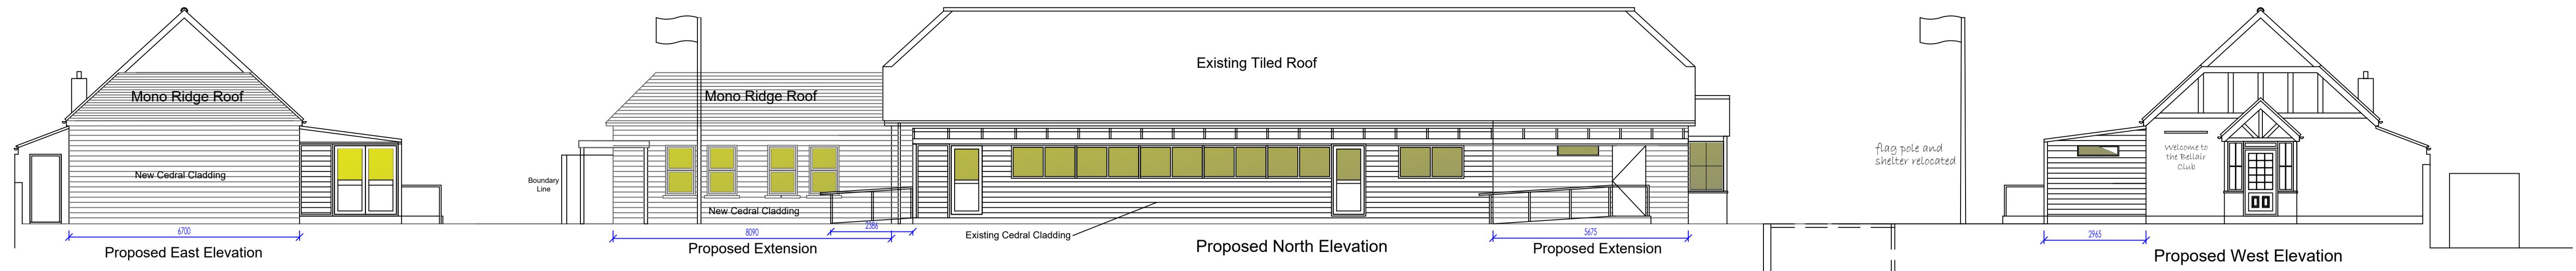 Mono Ridge Roof
New Cedral Cladding
6700
Proposed East Elevation
Boundary
Line
Mono Ridge Roof
New Cedral Cladding
8090
2386
Proposed Extension
Existing Tiled Roof
Existing Cedral Cladding
Proposed North Elevation
5675
Proposed Extension
flag pole and
shelter relocated
Welcome to
the Bellair
Club
2965
Proposed West Elevation